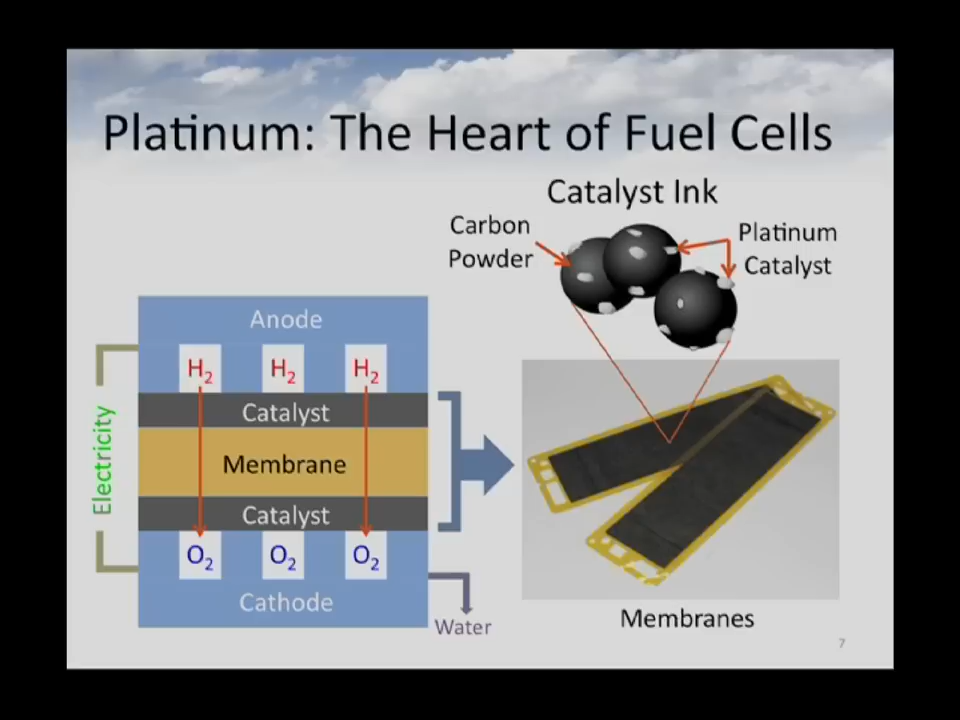 Platinum: The Heart of Fuel Cells
Catalyst Ink
Carbon
Powder
Platinum
Catalyst
Anode
H₂ H₂ H₂
Catalyst
Membrane
Catalyst
O₂ O₂ O₂
Cathode
Electricity
Water
Membranes
7